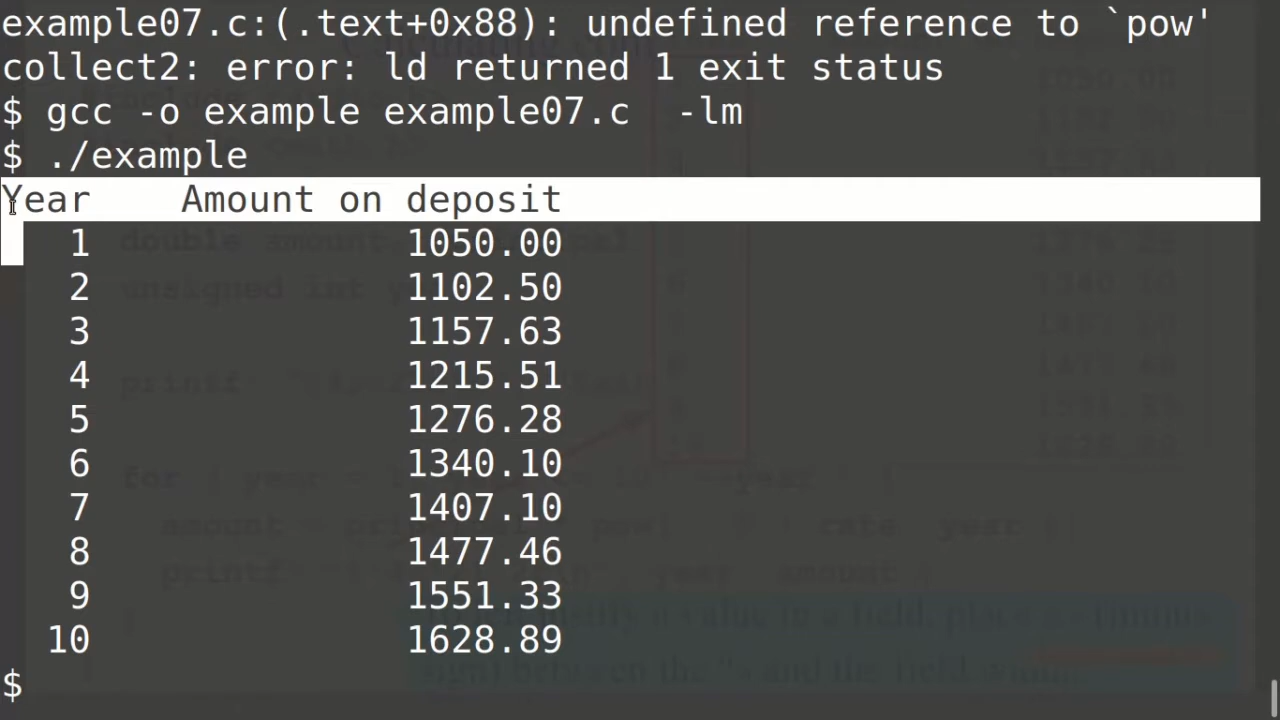 example07.c:(.text+0x88): undefined reference to `pow'
collect2: error: ld returned 1 exit status
$ gcc -o example example07.c  -lm
$ ./example
Year    Amount on deposit
   1              1050.00
   2              1102.50
   3              1157.63
   4              1215.51
   5              1276.28
   6              1340.10
   7              1407.10
   8              1477.46
   9              1551.33
  10              1628.89
$